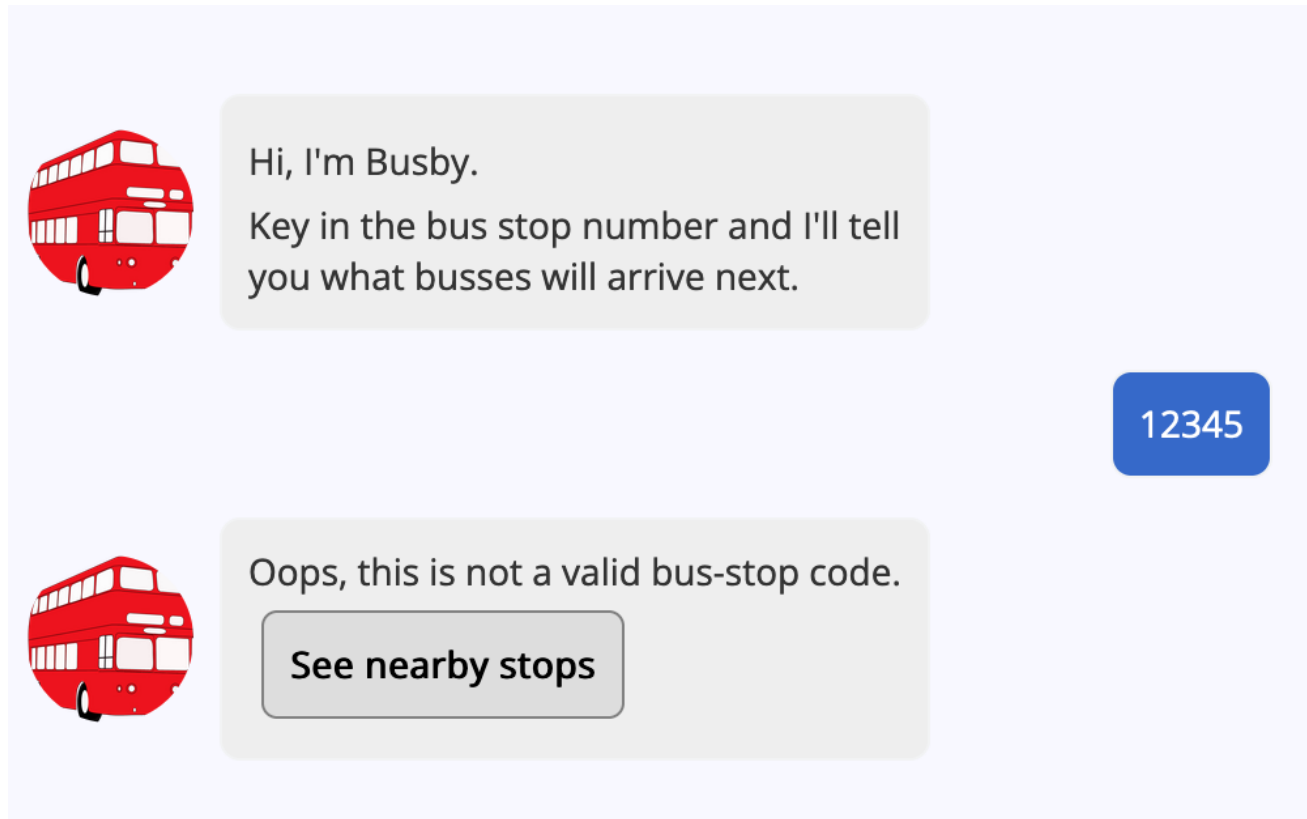 Hi, I'm Busby.
Key in the bus stop number and I'll tell
you what busses will arrive next.
12345
Oops, this is not a valid bus-stop code.
See nearby stops